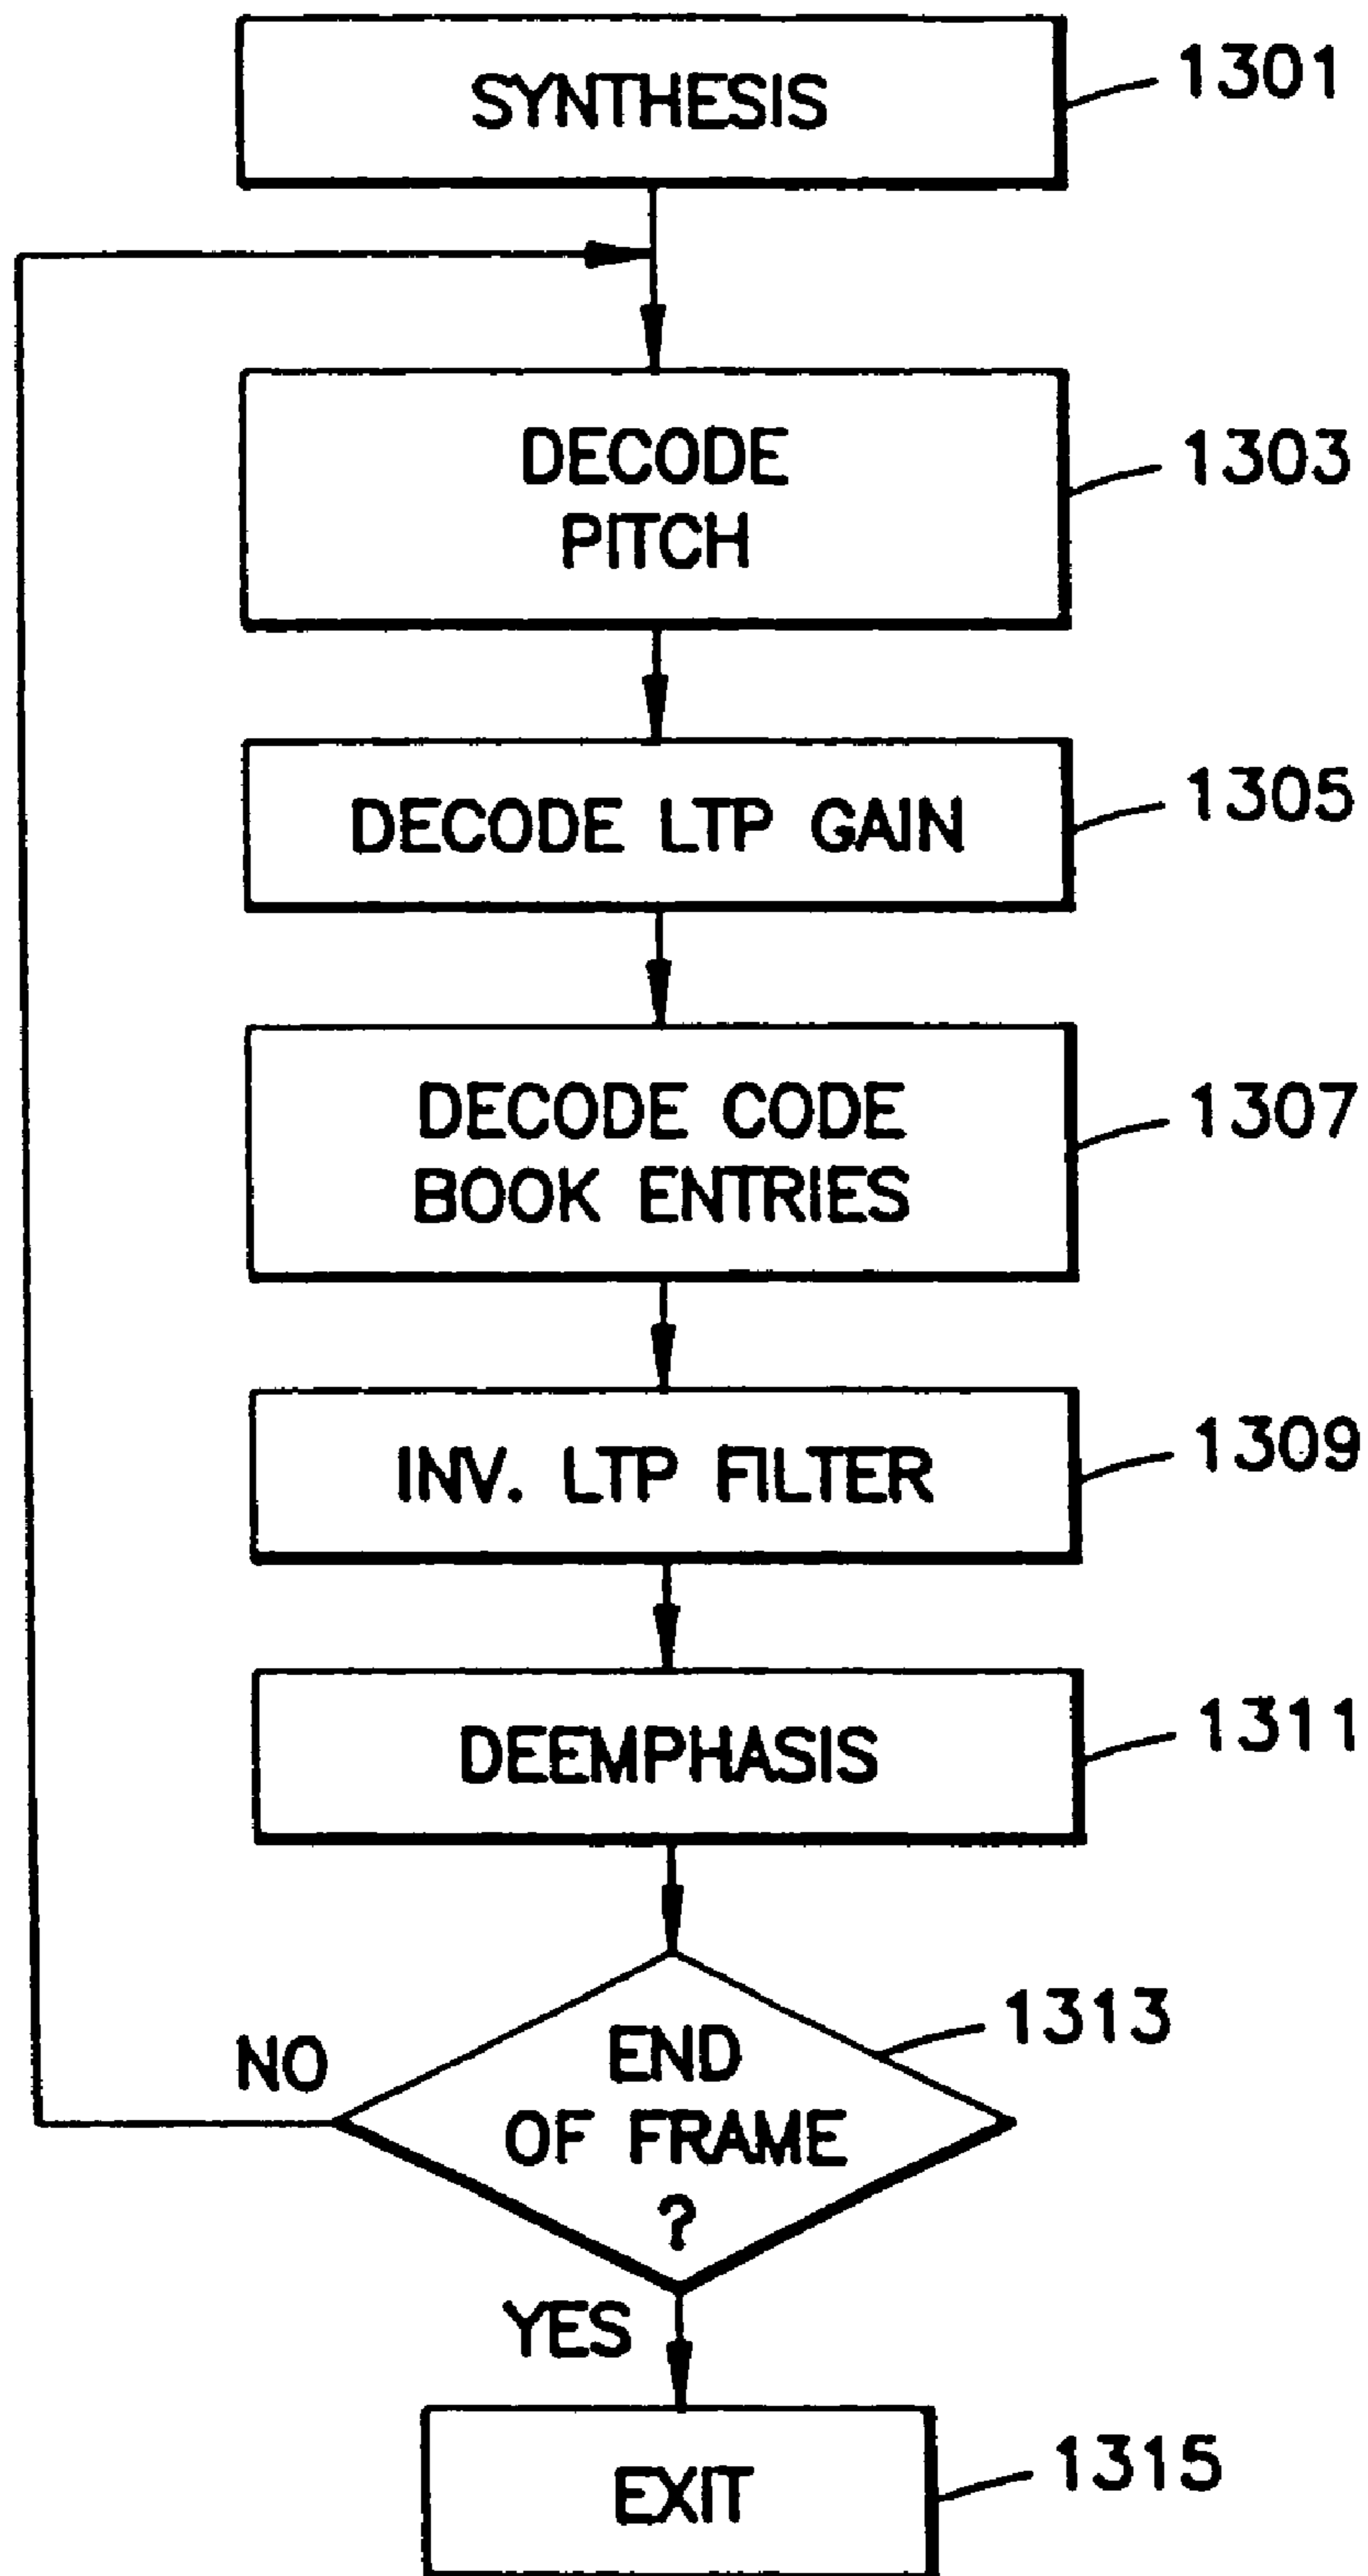 SYNTHESIS
1301
DECODE
PITCH
1303
DECODE LTP GAIN
1305
DECODE CODE
BOOK ENTRIES
1307
INV. LTP FILTER
1309
DEEMPHASIS
1311
END
OF FRAME
?
1313
NO
YES
EXIT
1315